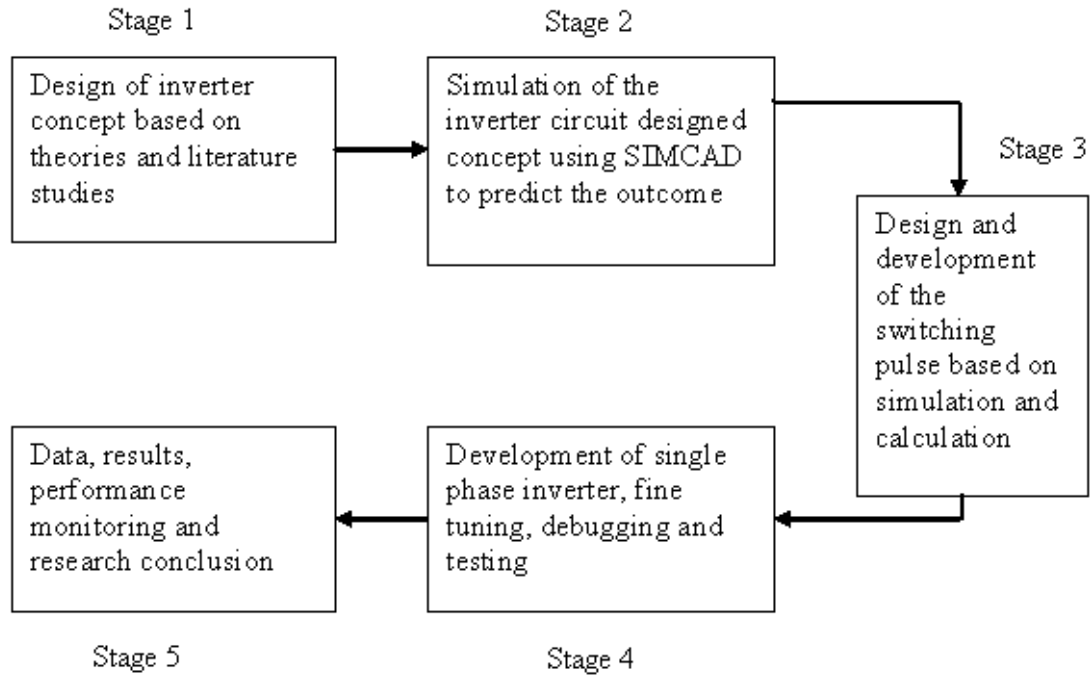 Stage 1
Design of inverter
concept based on
theories and literature
studies
Stage 2
Simulation of the
inverter circuit designed
concept using SIMCAD
to predict the outcome
Stage 3
Design and
development
of the
switching
pulse based on
simulation and
calculation
Development of single
phase inverter, fine
tuning, debugging and
testing
Stage 4
Data, results,
performance
monitoring and
research conclusion
Stage 5